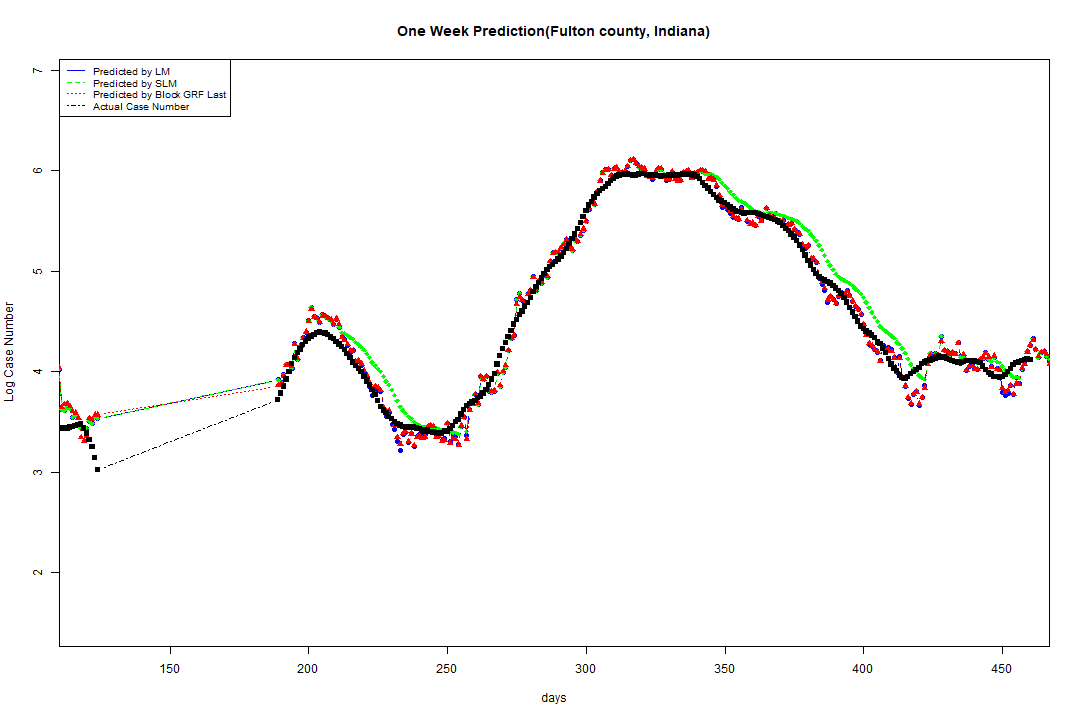 One Week Prediction(Fulton county, Indiana)
Predicted by LM
Predicted by SLM
Predicted by Block GRF Last
Actual Case Number
7
6
5
4
3
2
Log Case Number
150 200 250 300 350 400 450
days